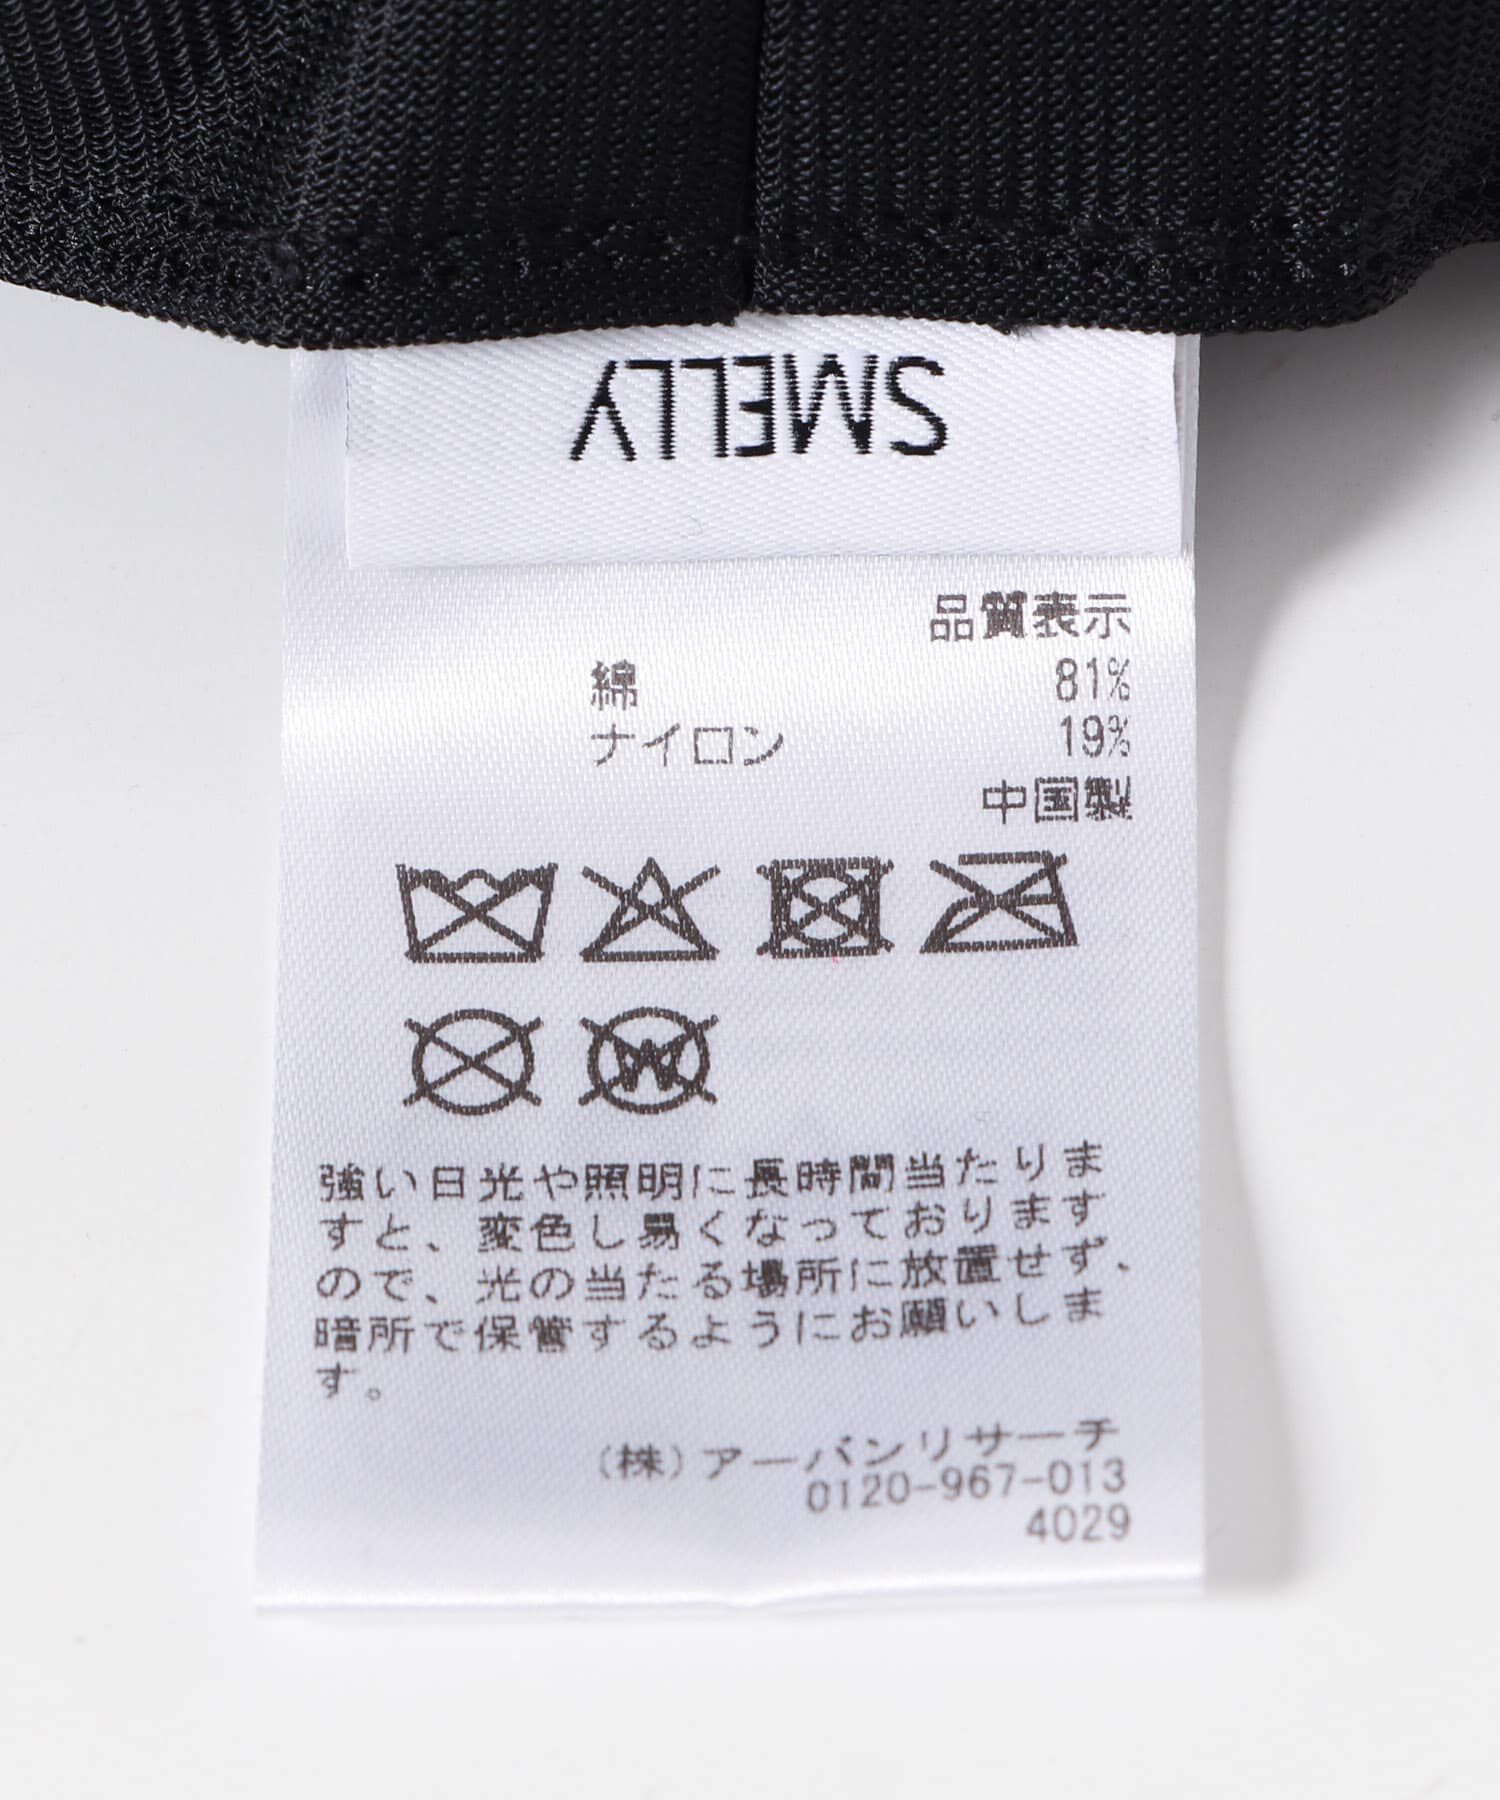 SMELLY
品質表示
綿 81%
ナイロン 19%
中国製
強い日光や照明に長時間当たりま
すと、変色し易くなっております
ので、光の当たる場所に放置せず、
暗所で保管するようにお願いしま
す。
(株)アーバンリサーチ
0120-967-013
4029